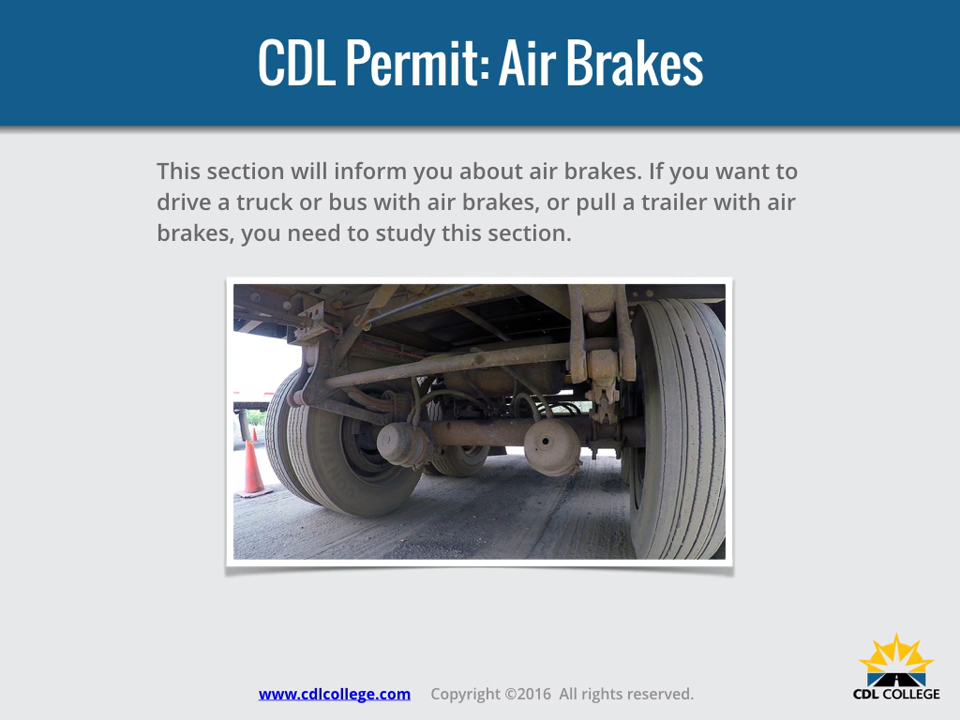 CDL Permit: Air Brakes
This section will inform you about air brakes. If you want to
drive a truck or bus with air brakes, or pull a trailer with air
brakes, you need to study this section.
www.cdlcollege.com Copyright ©2016 All rights reserved.
CDL COLLEGE